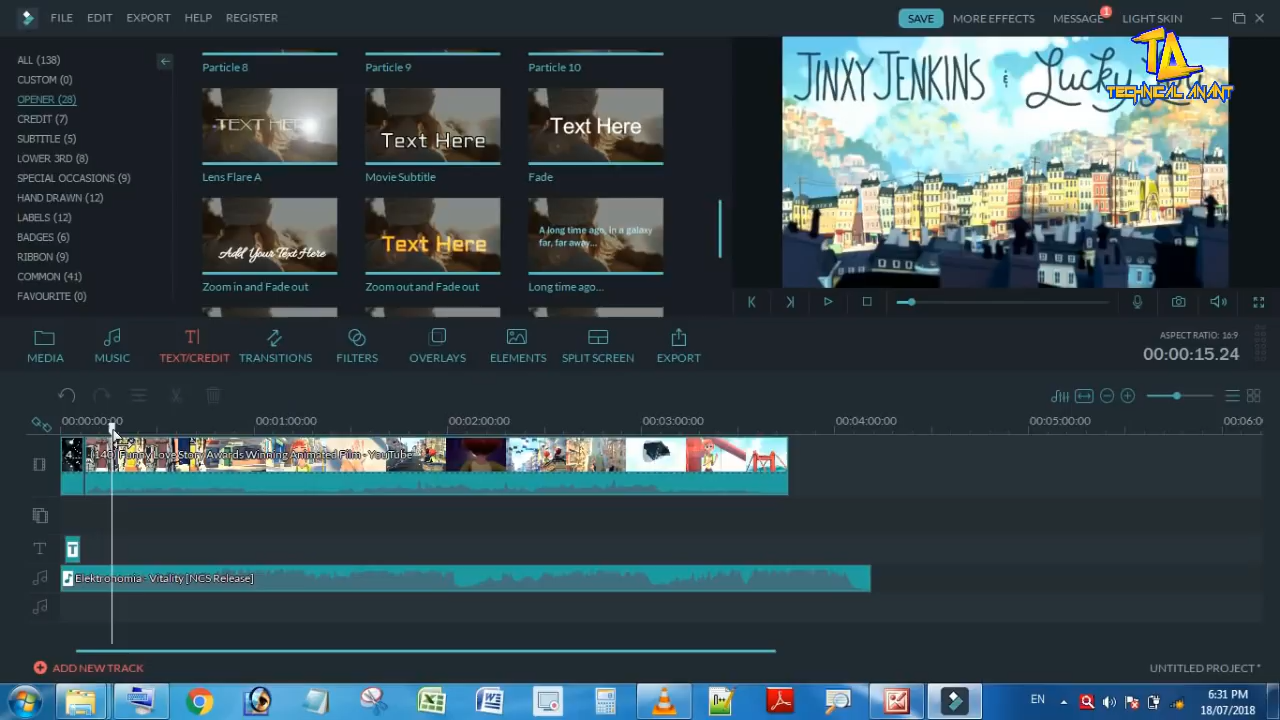 FILE EDIT EXPORT HELP REGISTER SAVE MORE EFFECTS MESSAGE 1 LIGHT SKIN
ALL (138)
CUSTOM (0)
OPENER (28)
CREDIT (7)
SUBTITLE (5)
LOWER 3RD (8)
SPECIAL OCCASIONS (9)
HAND DRAWN (12)
LABELS (12)
BADGES (6)
RIBBON (9)
COMMON (41)
FAVOURITE (0)
Particle 8 Particle 9 Particle 10
TEXT HERE Text Here Text Here
Lens Flare A Movie Subtitle Fade
Add Your Text Here Text Here A long time ago, in a galaxy
far, far away...
Zoom in and Fade out Zoom out and Fade out Long time ago...
JINXY JENKINS & Lucky
TA
TECHNICAL ANANT
MEDIA MUSIC TEXT/CREDIT TRANSITIONS FILTERS OVERLAYS ELEMENTS SPLIT SCREEN EXPORT
ASPECT RATIO: 16:9
00:00:15.24
00:00:00:00 00:01:00:00 00:02:00:00 00:03:00:00 00:04:00:00 00:05:00:00 00:06:0
Funny Love Story Awards Winning Animated Film - YouTube
T
Elektronomia - Vitality [NCS Release]
ADD NEW TRACK UNTITLED PROJECT *
EN 6:31 PM
18/07/2018